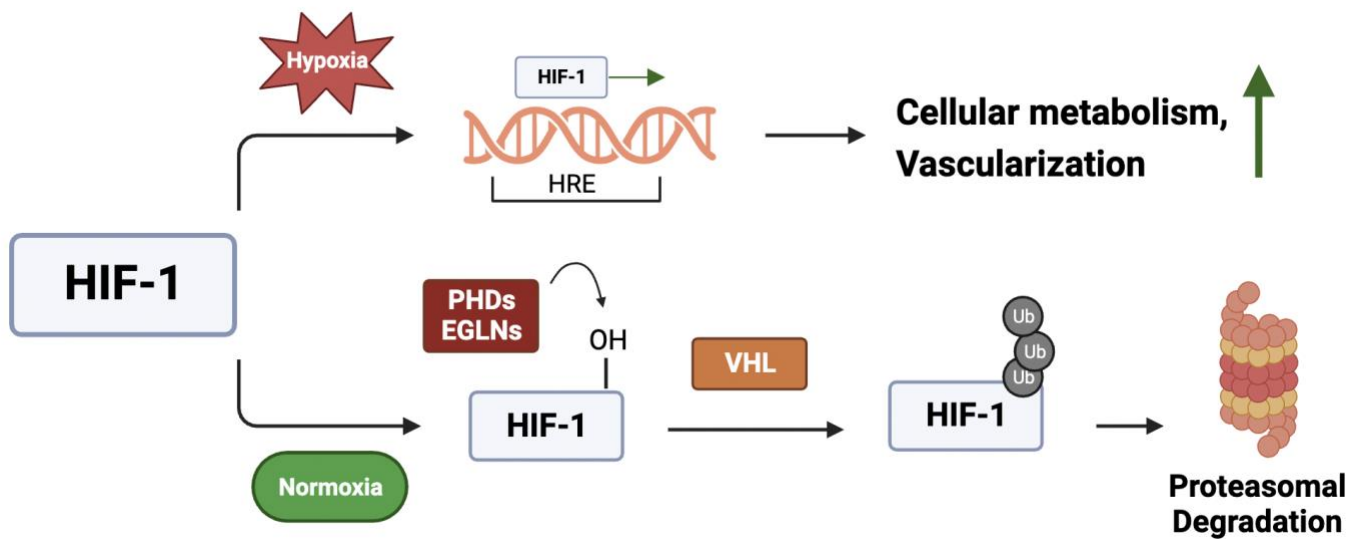 Hypoxia
HIF-1
HRE
Cellular metabolism,
Vascularization
HIF-1
PHDs
EGLNs
OH
HIF-1
VHL
Ub
Ub
Ub
HIF-1
Normoxia
Proteasomal
Degradation